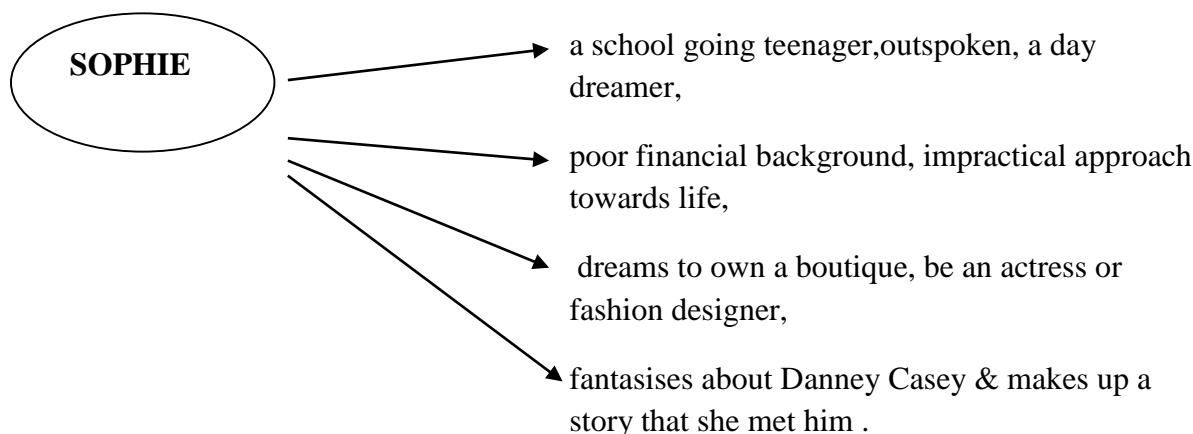 SOPHIE
a school going teenager,outspoken, a day
dreamer,
poor financial background, impractical approach
towards life,
dreams to own a boutique, be an actress or
fashion designer,
fantasises about Danney Casey & makes up a
story that she met him .